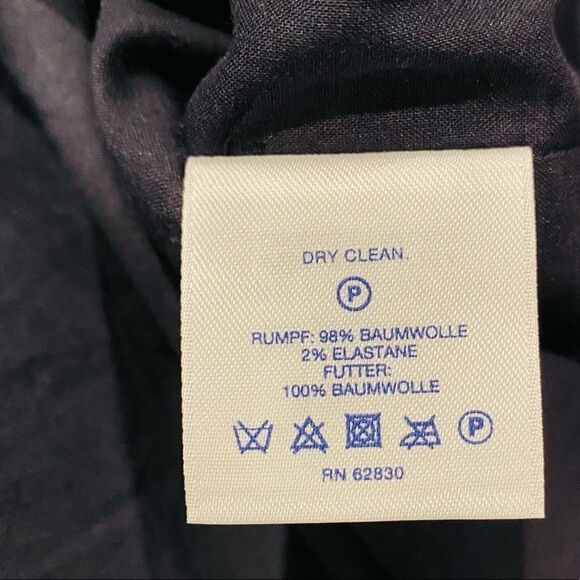 DRY CLEAN.
P
RUMPF: 98% BAUMWOLLE
2% ELASTANE
FUTTER:
100% BAUMWOLLE
P
RN 62830